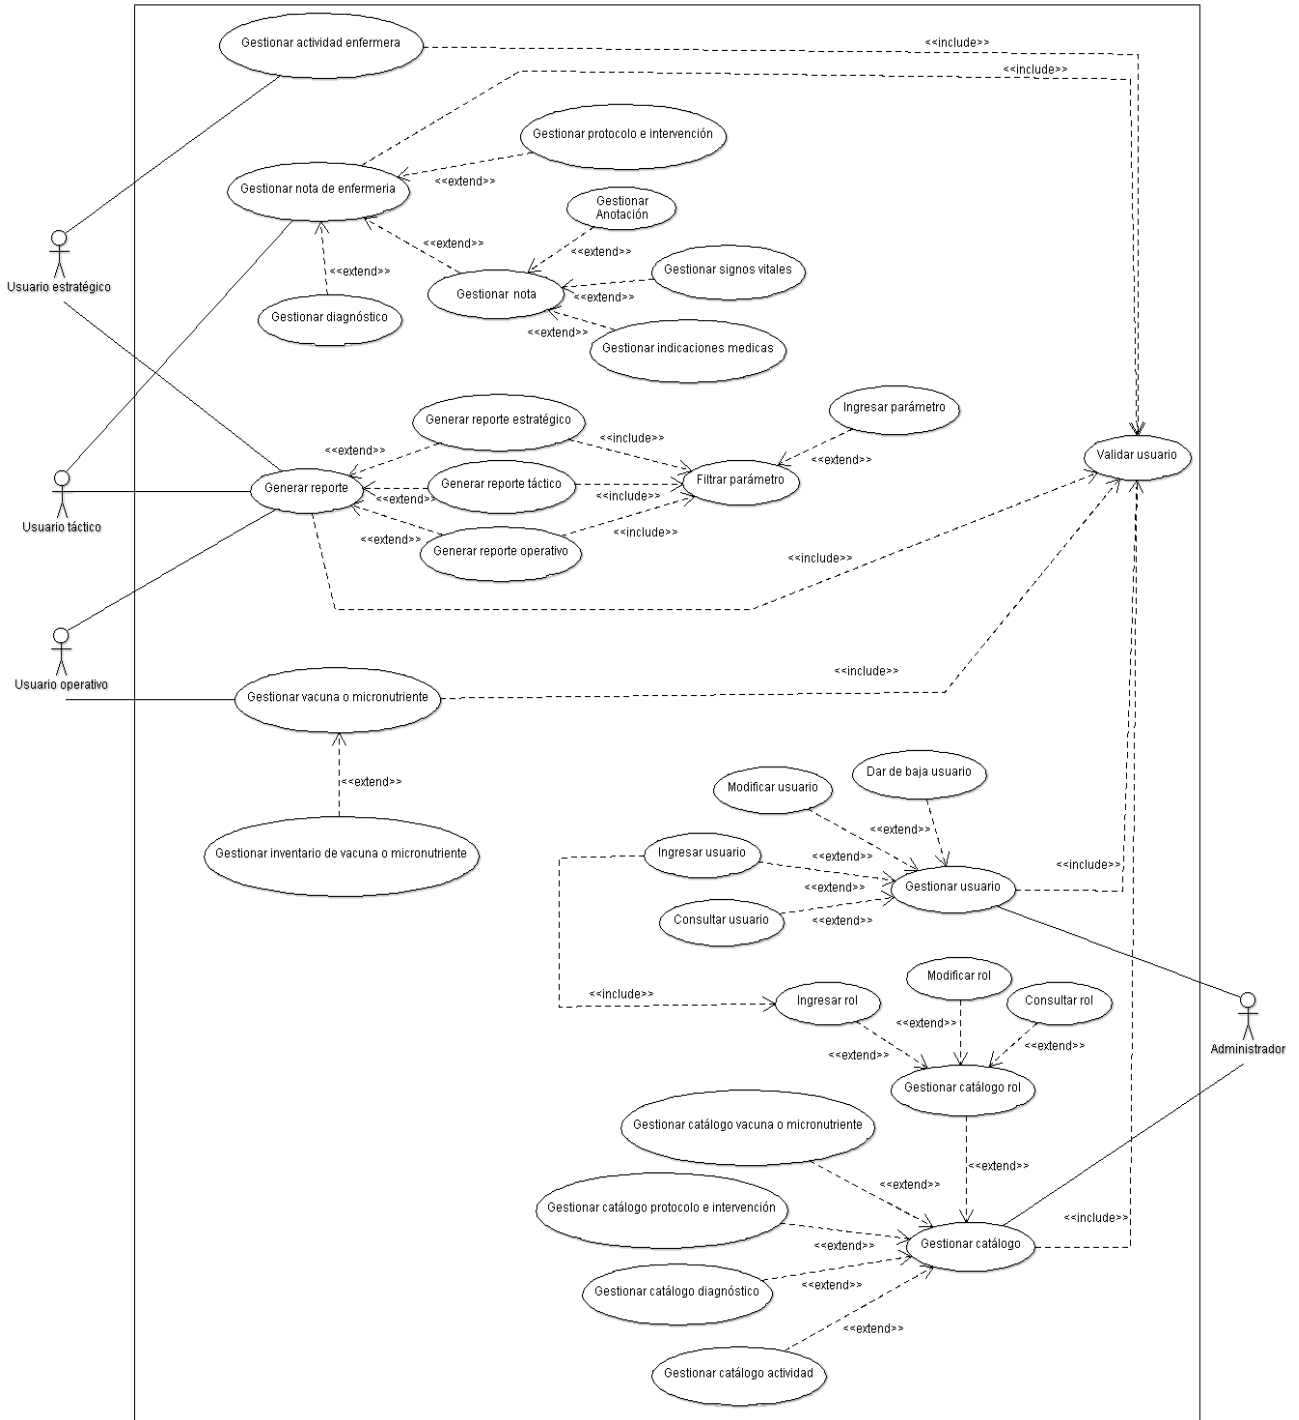 Gestionar actividad enfermera
<<include>>
<<include>>
Gestionar protocolo e intervención
<<extend>>
Gestionar nota de enfermeria
Gestionar
Anotación
<<extend>>
<<extend>>
Gestionar signos vitales
<<extend>>
Usuario estratégico
Gestionar nota
<<extend>>
Gestionar diagnóstico
<<extend>>
Gestionar indicaciones medicas
Ingresar parámetro
Generar reporte estratégico
<<extend>>
<<include>>
<<extend>>
Validar usuario
Generar reporte
Generar reporte táctico
Filtrar parámetro
<<extend>>
<<include>>
Usuario táctico
<<extend>>
<<include>>
Generar reporte operativo
<<include>>
Usuario operativo
<<include>>
Gestionar vacuna o micronutriente
<<extend>>
Gestionar inventario de vacuna o micronutriente
Dar de baja usuario
Modificar usuario
<<extend>>
Ingresar usuario
<<extend>>
<<include>>
<<extend>>
Gestionar usuario
Consultar usuario
<<extend>>
Modificar rol
<<include>>
Ingresar rol
Consultar rol
<<extend>>
<<extend>>
<<extend>>
Administrador
Gestionar catálogo rol
Gestionar catálogo vacuna o micronutriente
<<extend>>
<<extend>>
Gestionar catálogo protocolo e intervención
<<include>>
<<extend>>
Gestionar catálogo
<<extend>>
Gestionar catálogo diagnóstico
<<extend>>
Gestionar catálogo actividad